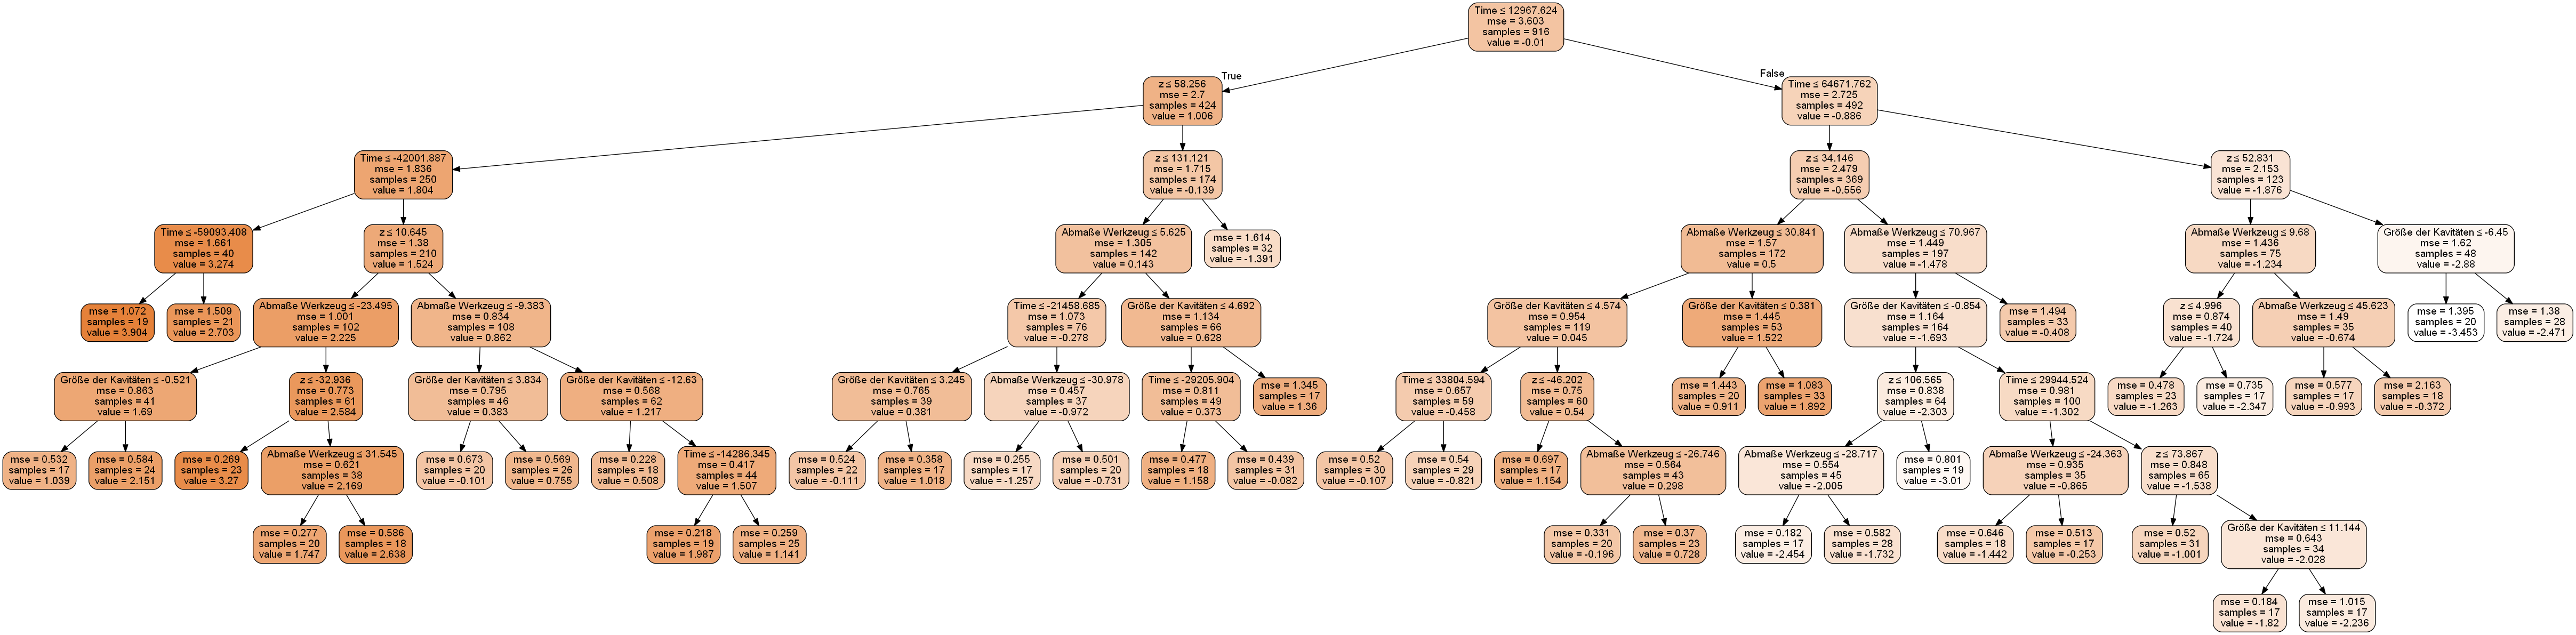 Time ≤ 12967.624
mse = 3.603
samples = 916
value = -0.01
True
False
z ≤ 58.256
mse = 2.7
samples = 424
value = 1.006
Time ≤ 64671.762
mse = 2.725
samples = 492
value = -0.886
Time ≤ -42001.887
mse = 1.836
samples = 250
value = 1.804
z ≤ 131.121
mse = 1.715
samples = 174
value = -0.139
z ≤ 34.146
mse = 2.479
samples = 369
value = -0.556
z ≤ 52.831
mse = 2.153
samples = 123
value = -1.876
Time ≤ -59093.408
mse = 1.661
samples = 40
value = 3.274
z ≤ 10.645
mse = 1.38
samples = 210
value = 1.524
Abmaße Werkzeug ≤ 5.625
mse = 1.305
samples = 142
value = 0.143
mse = 1.614
samples = 32
value = -1.391
Abmaße Werkzeug ≤ 30.841
mse = 1.57
samples = 172
value = 0.5
Abmaße Werkzeug ≤ 70.967
mse = 1.449
samples = 197
value = -1.478
Abmaße Werkzeug ≤ 9.68
mse = 1.436
samples = 75
value = -1.234
Größe der Kavitäten ≤ -6.45
mse = 1.62
samples = 48
value = -2.88
mse = 1.072
samples = 19
value = 3.904
mse = 1.509
samples = 21
value = 2.703
Abmaße Werkzeug ≤ -23.495
mse = 1.001
samples = 102
value = 2.225
Abmaße Werkzeug ≤ -9.383
mse = 0.834
samples = 108
value = 0.862
Time ≤ -21458.685
mse = 1.073
samples = 76
value = -0.278
Größe der Kavitäten ≤ 4.692
mse = 1.134
samples = 66
value = 0.628
Größe der Kavitäten ≤ 4.574
mse = 0.954
samples = 119
value = 0.045
Größe der Kavitäten ≤ 0.381
mse = 1.445
samples = 53
value = 1.522
Größe der Kavitäten ≤ -0.854
mse = 1.164
samples = 164
value = -1.693
mse = 1.494
samples = 33
value = -0.408
z ≤ 4.996
mse = 0.874
samples = 40
value = -1.724
Abmaße Werkzeug ≤ 45.623
mse = 1.49
samples = 35
value = -0.674
mse = 1.395
samples = 20
value = -3.453
mse = 1.38
samples = 28
value = -2.471
Größe der Kavitäten ≤ -0.521
mse = 0.863
samples = 41
value = 1.69
z ≤ -32.936
mse = 0.773
samples = 61
value = 2.584
Größe der Kavitäten ≤ 3.834
mse = 0.795
samples = 46
value = 0.383
Größe der Kavitäten ≤ -12.63
mse = 0.568
samples = 62
value = 1.217
Größe der Kavitäten ≤ 3.245
mse = 0.765
samples = 39
value = 0.381
Abmaße Werkzeug ≤ -30.978
mse = 0.457
samples = 37
value = -0.972
Time ≤ -29205.904
mse = 0.811
samples = 49
value = 0.373
mse = 1.345
samples = 17
value = 1.36
Time ≤ 33804.594
mse = 0.657
samples = 59
value = -0.458
z ≤ -46.202
mse = 0.75
samples = 60
value = 0.54
mse = 1.443
samples = 20
value = 0.911
mse = 1.083
samples = 33
value = 1.892
z ≤ 106.565
mse = 0.838
samples = 64
value = -2.303
Time ≤ 29944.524
mse = 0.981
samples = 100
value = -1.302
mse = 0.478
samples = 23
value = -1.263
mse = 0.735
samples = 17
value = -2.347
mse = 0.577
samples = 17
value = -0.993
mse = 2.163
samples = 18
value = -0.372
mse = 0.532
samples = 17
value = 1.039
mse = 0.584
samples = 24
value = 2.151
mse = 0.269
samples = 23
value = 3.27
Abmaße Werkzeug ≤ 31.545
mse = 0.621
samples = 38
value = 2.169
mse = 0.673
samples = 20
value = -0.101
mse = 0.569
samples = 26
value = 0.755
mse = 0.228
samples = 18
value = 0.508
Time ≤ -14286.345
mse = 0.417
samples = 44
value = 1.507
mse = 0.524
samples = 22
value = -0.111
mse = 0.358
samples = 17
value = 1.018
mse = 0.255
samples = 17
value = -1.257
mse = 0.501
samples = 20
value = -0.731
mse = 0.477
samples = 18
value = 1.158
mse = 0.439
samples = 31
value = -0.082
mse = 0.52
samples = 30
value = -0.107
mse = 0.54
samples = 29
value = -0.821
mse = 0.697
samples = 17
value = 1.154
Abmaße Werkzeug ≤ -26.746
mse = 0.564
samples = 43
value = 0.298
Abmaße Werkzeug ≤ -28.717
mse = 0.554
samples = 45
value = -2.005
mse = 0.801
samples = 19
value = -3.01
Abmaße Werkzeug ≤ -24.363
mse = 0.935
samples = 35
value = -0.865
z ≤ 73.867
mse = 0.848
samples = 65
value = -1.538
mse = 0.277
samples = 20
value = 1.747
mse = 0.586
samples = 18
value = 2.638
mse = 0.218
samples = 19
value = 1.987
mse = 0.259
samples = 25
value = 1.141
mse = 0.331
samples = 20
value = -0.196
mse = 0.37
samples = 23
value = 0.728
mse = 0.182
samples = 17
value = -2.454
mse = 0.582
samples = 28
value = -1.732
mse = 0.646
samples = 18
value = -1.442
mse = 0.513
samples = 17
value = -0.253
mse = 0.52
samples = 31
value = -1.001
Größe der Kavitäten ≤ 11.144
mse = 0.643
samples = 34
value = -2.028
mse = 0.184
samples = 17
value = -1.82
mse = 1.015
samples = 17
value = -2.236